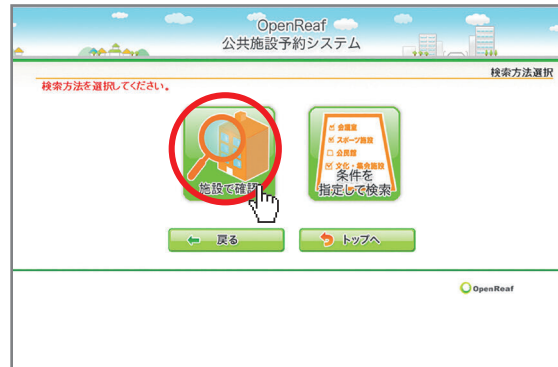 OpenReaf
公共施設予約システム
検索方法選択
検索方法を選択してください。
施設で確認
会議室
スポーツ施設
公民館
文化・集会施設
条件を
指定して検索
戻る
トップへ
OpenReaf